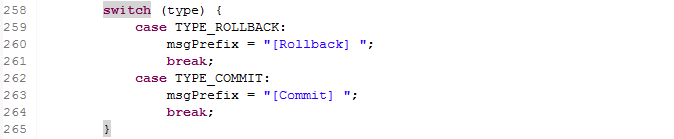 258 switch (type) {
259 case TYPE_ROLLBACK:
260 msgPrefix = "[Rollback] ";
261 break;
262 case TYPE_COMMIT:
263 msgPrefix = "[Commit] ";
264 break;
265 }